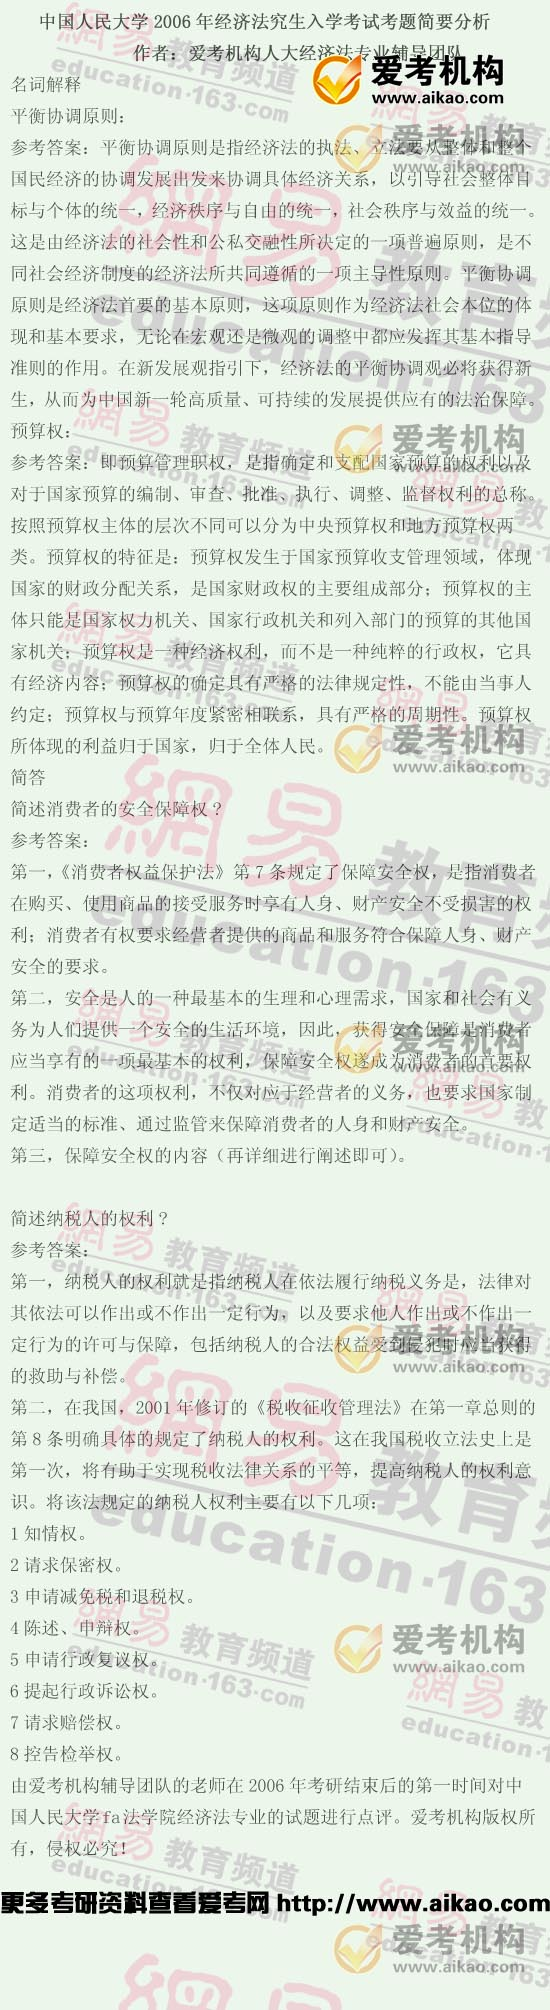 中国人民大学 2006 年经济法究生入学考试考题简要分析
作者：爱考机构人大经济法专业辅导团队
名词解释
平衡协调原则：
参考答案：平衡协调原则是指经济法的执法、立法要从整体和整个
国民经济的协调发展出发来协调具体经济关系，以引导社会整体目
标与个体的统一，经济秩序与自由的统一，社会秩序与效益的统一。
这是由经济法的社会性和公私交融性所决定的一项普遍原则，是不
同社会经济制度的经济法所共同遵循的一项主导性原则。平衡协调
原则是经济法首要的基本原则，这项原则作为经济法社会本位的体
现和基本要求，无论在宏观还是微观的调整中都应发挥其基本指导
准则的作用。在新发展观指引下，经济法的平衡协调观必将获得新
生，从而为中国新一轮高质量、可持续的发展提供应有的法治保障。
预算权：
参考答案：即预算管理职权，是指确定和支配国家预算的权利以及
对于国家预算的编制、审查、批准、执行、调整、监督权利的总称。
按照预算权主体的层次不同可以分为中央预算权和地方预算权两
类。预算权的特征是：预算权发生于国家预算收支管理领域，体现
国家的财政分配关系，是国家财政权的主要组成部分；预算权的主
体只能是国家权力机关、国家行政机关和列入部门的预算的其他国
家机关；预算权是一种经济权利，而不是一种纯粹的行政权，它具
有经济内容；预算权的确定具有严格的法律规定性，不能由当事人
约定；预算权与预算年度紧密相联系，具有严格的周期性。预算权
所体现的利益归于国家，归于全体人民。
简答
简述消费者的安全保障权？
参考答案：
第一，《消费者权益保护法》第 7 条规定了保障安全权，是指消费者
在购买、使用商品的接受服务时享有人身、财产安全不受损害的权
利；消费者有权要求经营者提供的商品和服务符合保障人身、财产
安全的要求。
第二，安全是人的一种最基本的生理和心理需求，国家和社会有义
务为人们提供一个安全的生活环境，因此，获得安全保障是消费者
应当享有的一项最基本的权利，保障安全权遂成为消费者的首要权
利。消费者的这项权利，不仅对应于经营者的义务，也要求国家制
定适当的标准、通过监管来保障消费者的人身和财产安全。
第三，保障安全权的内容（再详细进行阐述即可）。
简述纳税人的权利？
参考答案：
第一，纳税人的权利就是指纳税人在依法履行纳税义务是，法律对
其依法可以作出或不作出一定行为，以及要求他人作出或不作出一
定行为的许可与保障，包括纳税人的合法权益受到侵犯时应当获得
的救助与补偿。
第二，在我国，2001 年修订的《税收征收管理法》在第一章总则的
第 8 条明确具体的规定了纳税人的权利。这在我国税收立法史上是
第一次，将有助于实现税收法律关系的平等，提高纳税人的权利意
识。将该法规定的纳税人权利主要有以下几项：
1 知情权。
2 请求保密权。
3 申请减免税和退税权。
4 陈述、申辩权。
5 申请行政复议权。
6 提起行政诉讼权。
7 请求赔偿权。
8 控告检举权。
由爱考机构辅导团队的老师在 2006 年考研结束后的第一时间对中
国人民大学 fa 法学院经济法专业的试题进行点评。爱考机构版权所
有，侵权必究！
更多考研资料查看爱考网 http://www.aikao.com
爱考机构
www.aikao.com
網易 教育频道
education·163·com